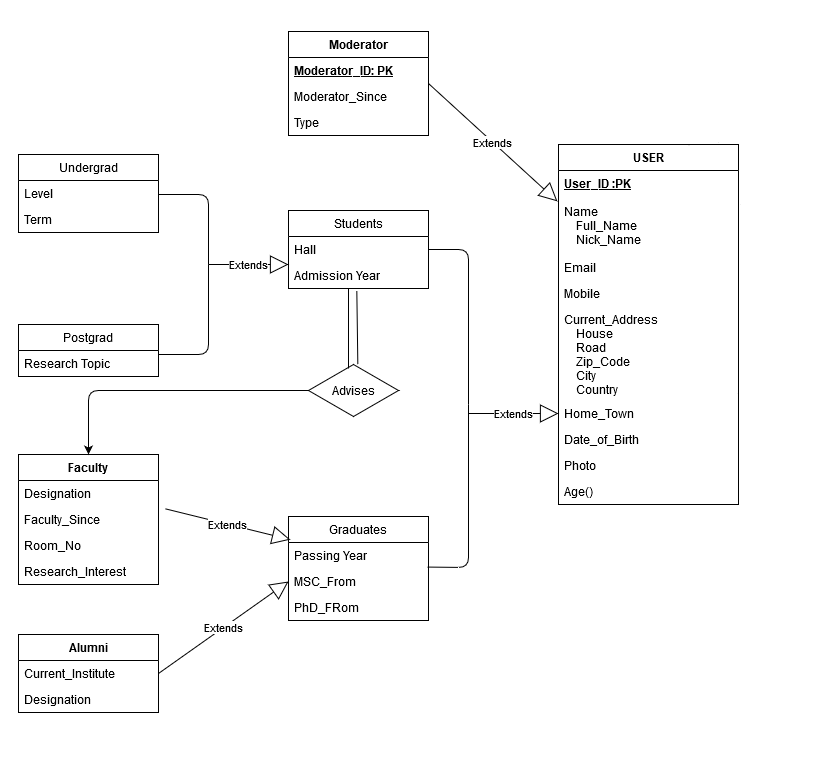 Moderator
Moderator_ID: PK
Moderator_Since
Type
Extends
USER
User_ID :PK
Name
Full_Name
Nick_Name
Email
Mobile
Current_Address
House
Road
Zip_Code
City
Country
Home_Town
Date_of_Birth
Photo
Age()
Undergrad
Level
Term
Extends
Students
Hall
Admission Year
Postgrad
Research Topic
Advises
Extends
Faculty
Designation
Faculty_Since
Room_No
Research_Interest
Extends
Graduates
Passing Year
MSC_From
PhD_FRom
Extends
Alumni
Current_Institute
Designation